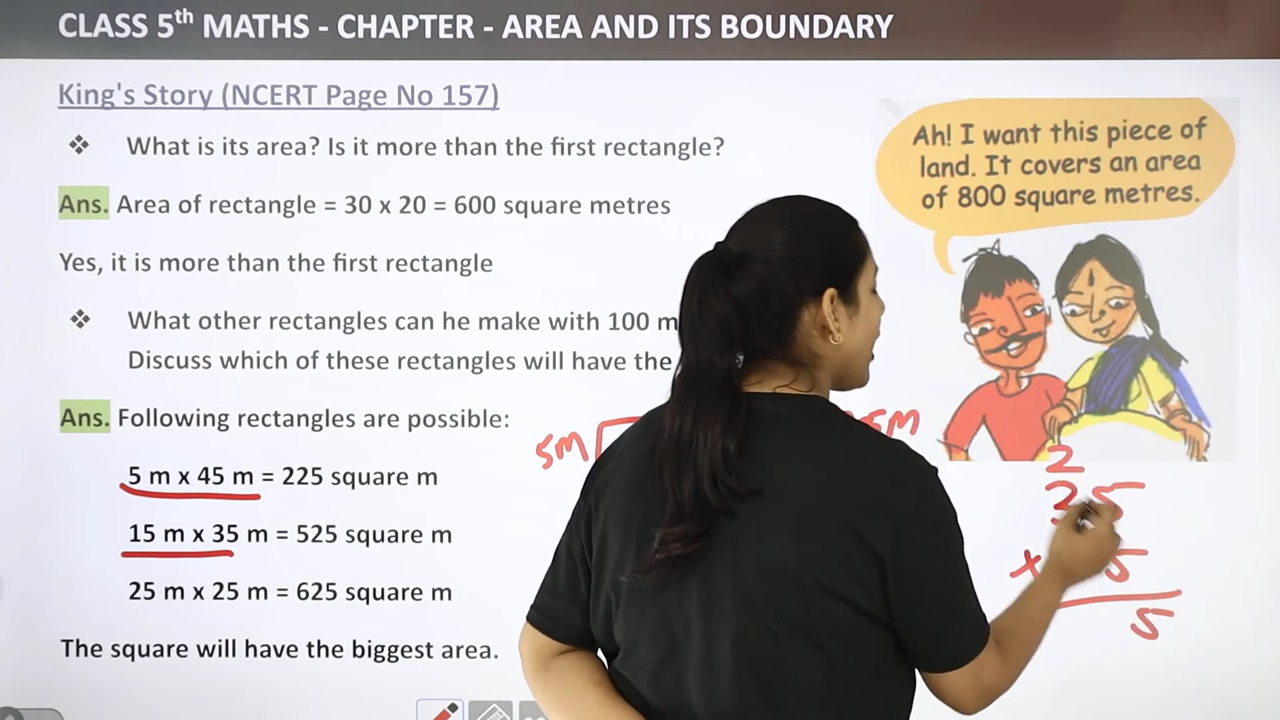 CLASS 5th MATHS - CHAPTER - AREA AND ITS BOUNDARY
King's Story (NCERT Page No 157)
❖ What is its area? Is it more than the first rectangle?
Ans. Area of rectangle = 30 x 20 = 600 square metres
Yes, it is more than the first rectangle
❖ What other rectangles can he make with 100 m
Discuss which of these rectangles will have the
Ans. Following rectangles are possible:
5 m x 45 m = 225 square m
15 m x 35 m = 525 square m
25 m x 25 m = 625 square m
The square will have the biggest area.
Ah! I want this piece of
land. It covers an area
of 800 square metres.
5M
5M
2
25
x 5
5